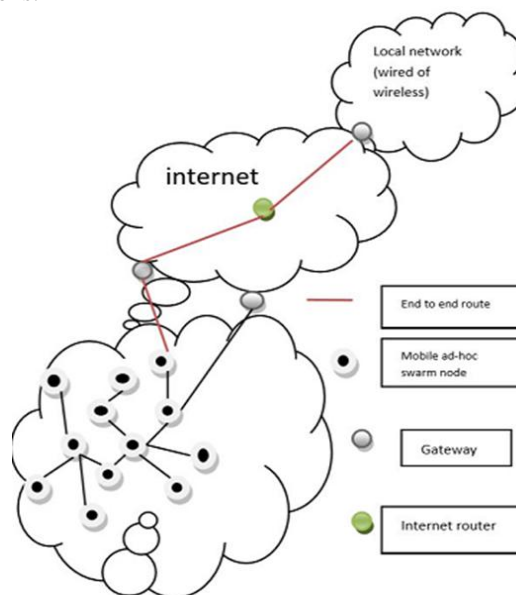 Local network
(wired of
wireless)
internet
End to end route
Mobile ad-hoc
swarm node
Gateway
Internet router